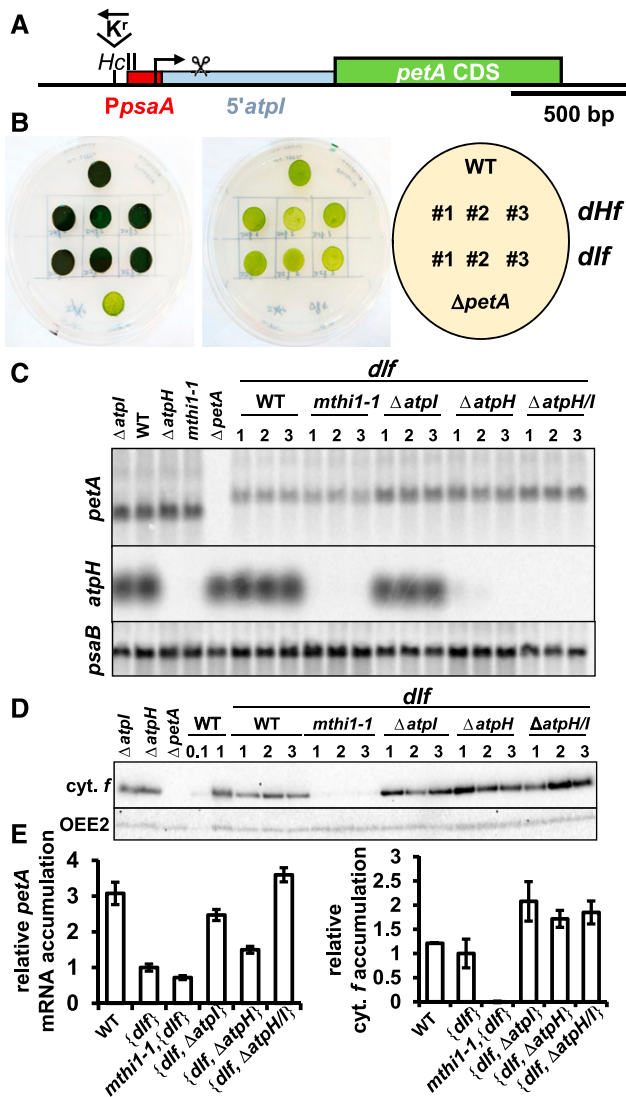 A
Kʳ
HcII
PpsaA
5'atpI
petA CDS
500 bp
B
WT
#1 #2 #3 dHf
#1 #2 #3 dIf
ΔpetA
C
dIf
ΔatpI WT ΔatpH mthi1-1 ΔpetA WT mthi1-1 ΔatpI ΔatpH ΔatpH/I
1 2 3 1 2 3 1 2 3 1 2 3 1 2 3
petA
atpH
psaB
D
dIf
ΔatpI ΔatpH ΔpetA WT WT mthi1-1 ΔatpI ΔatpH ΔatpH/I
0,1 1 1 2 3 1 2 3 1 2 3 1 2 3 1 2 3
cyt. f
OEE2
E
relative petA
mRNA accumulation
4
3
2
1
0
WT
{dIf}
mthi1-1,{dIf}
{dIf, ΔatpI}
{dIf, ΔatpH}
{dIf, ΔatpH/I}
relative
cyt. f accumulation
3
2.5
2
1.5
1
0.5
0
WT
{dIf}
mthi1-1,{dIf}
{dIf, ΔatpI}
{dIf, ΔatpH}
{dIf, ΔatpH/I}